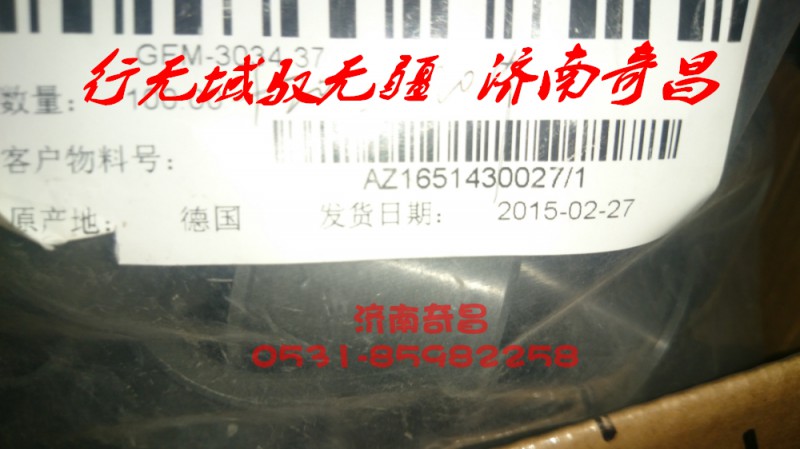 GFM-3034-37
行无域驭无疆 济南奇昌
数量:
客户物料号:
AZ1651430027/1
原产地: 德国 发货日期: 2015-02-27
济南奇昌
0531-85982258